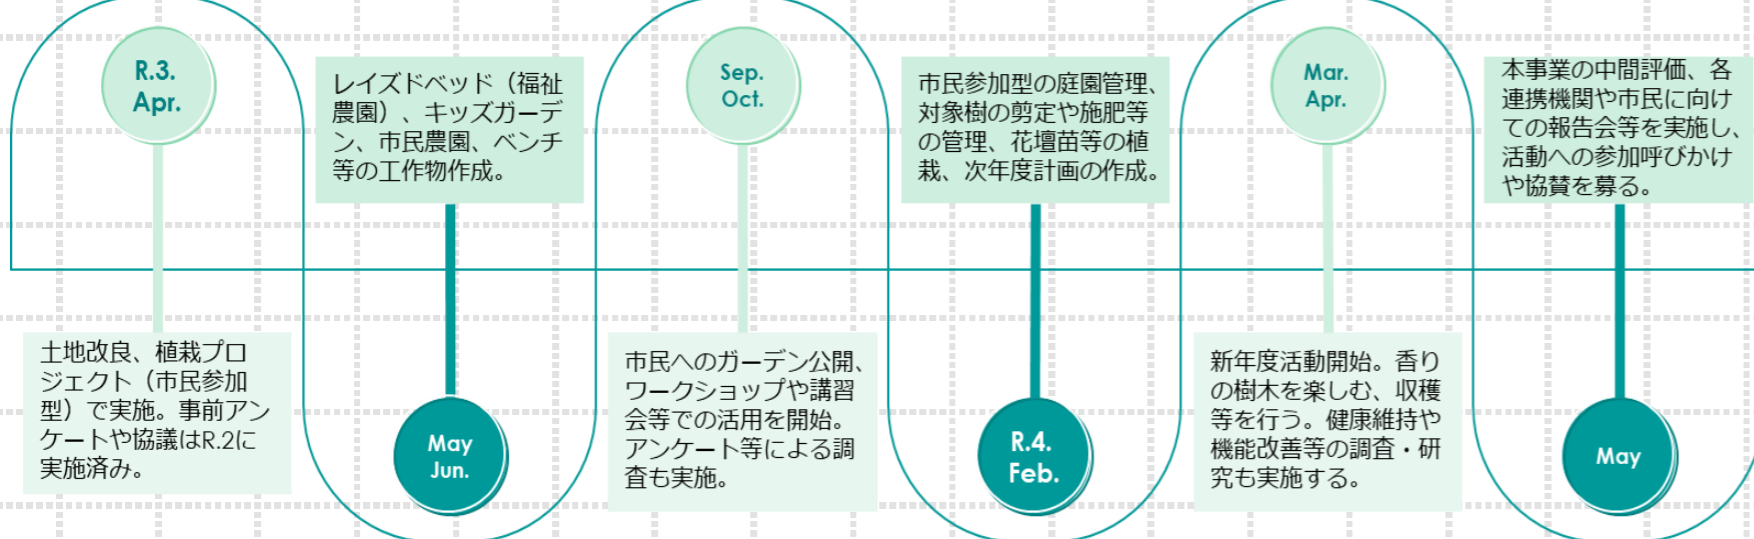 R.3.
Apr.
土地改良、植栽プロ
ジェクト（市民参加
型）で実施。事前アン
ケートや協議はR.2に
実施済み。
レイズドベッド（福祉
農園）、キッズガーデ
ン、市民農園、ベンチ
等の工作物作成。
May
Jun.
Sep.
Oct.
市民へのガーデン公開、
ワークショップや講習
会等での活用を開始。
アンケート等による調
査も実施。
市民参加型の庭園管理、
対象樹の剪定や施肥等
の管理、花壇苗等の植
栽、次年度計画の作成。
R.4.
Feb.
Mar.
Apr.
新年度活動開始。香り
の樹木を楽しむ、収穫
等を行う。健康維持や
機能改善等の調査・研
究も実施する。
本事業の中間評価、各
連携機関や市民に向け
ての報告会等を実施し、
活動への参加呼びかけ
や協賛を募る。
May